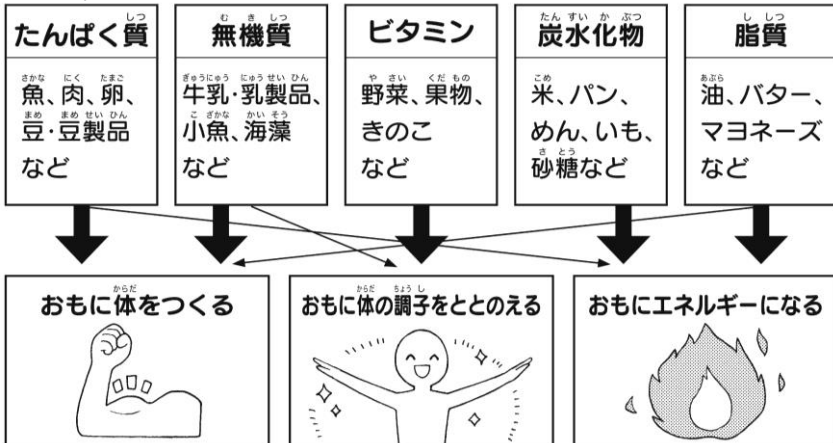 たんぱく質
魚、肉、卵、
豆・豆製品
など
無機質
牛乳・乳製品、
小魚、海藻
など
ビタミン
野菜、果物、
きのこ
など
炭水化物
米、パン、
めん、いも、
砂糖など
脂質
油、バター、
マヨネーズ
など
おもに体をつくる
おもに体の調子をととのえる
おもにエネルギーになる